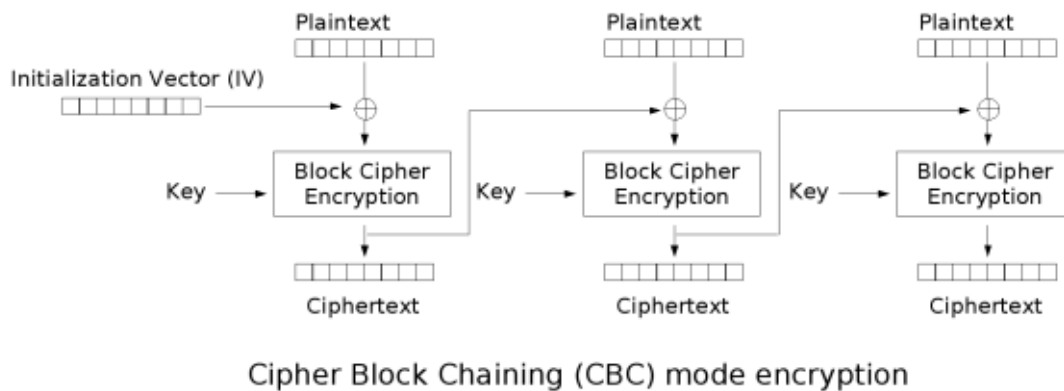 Plaintext
Plaintext
Plaintext
Initialization Vector (IV)
Key
Block Cipher
Encryption
Key
Block Cipher
Encryption
Key
Block Cipher
Encryption
Ciphertext
Ciphertext
Ciphertext
Cipher Block Chaining (CBC) mode encryption